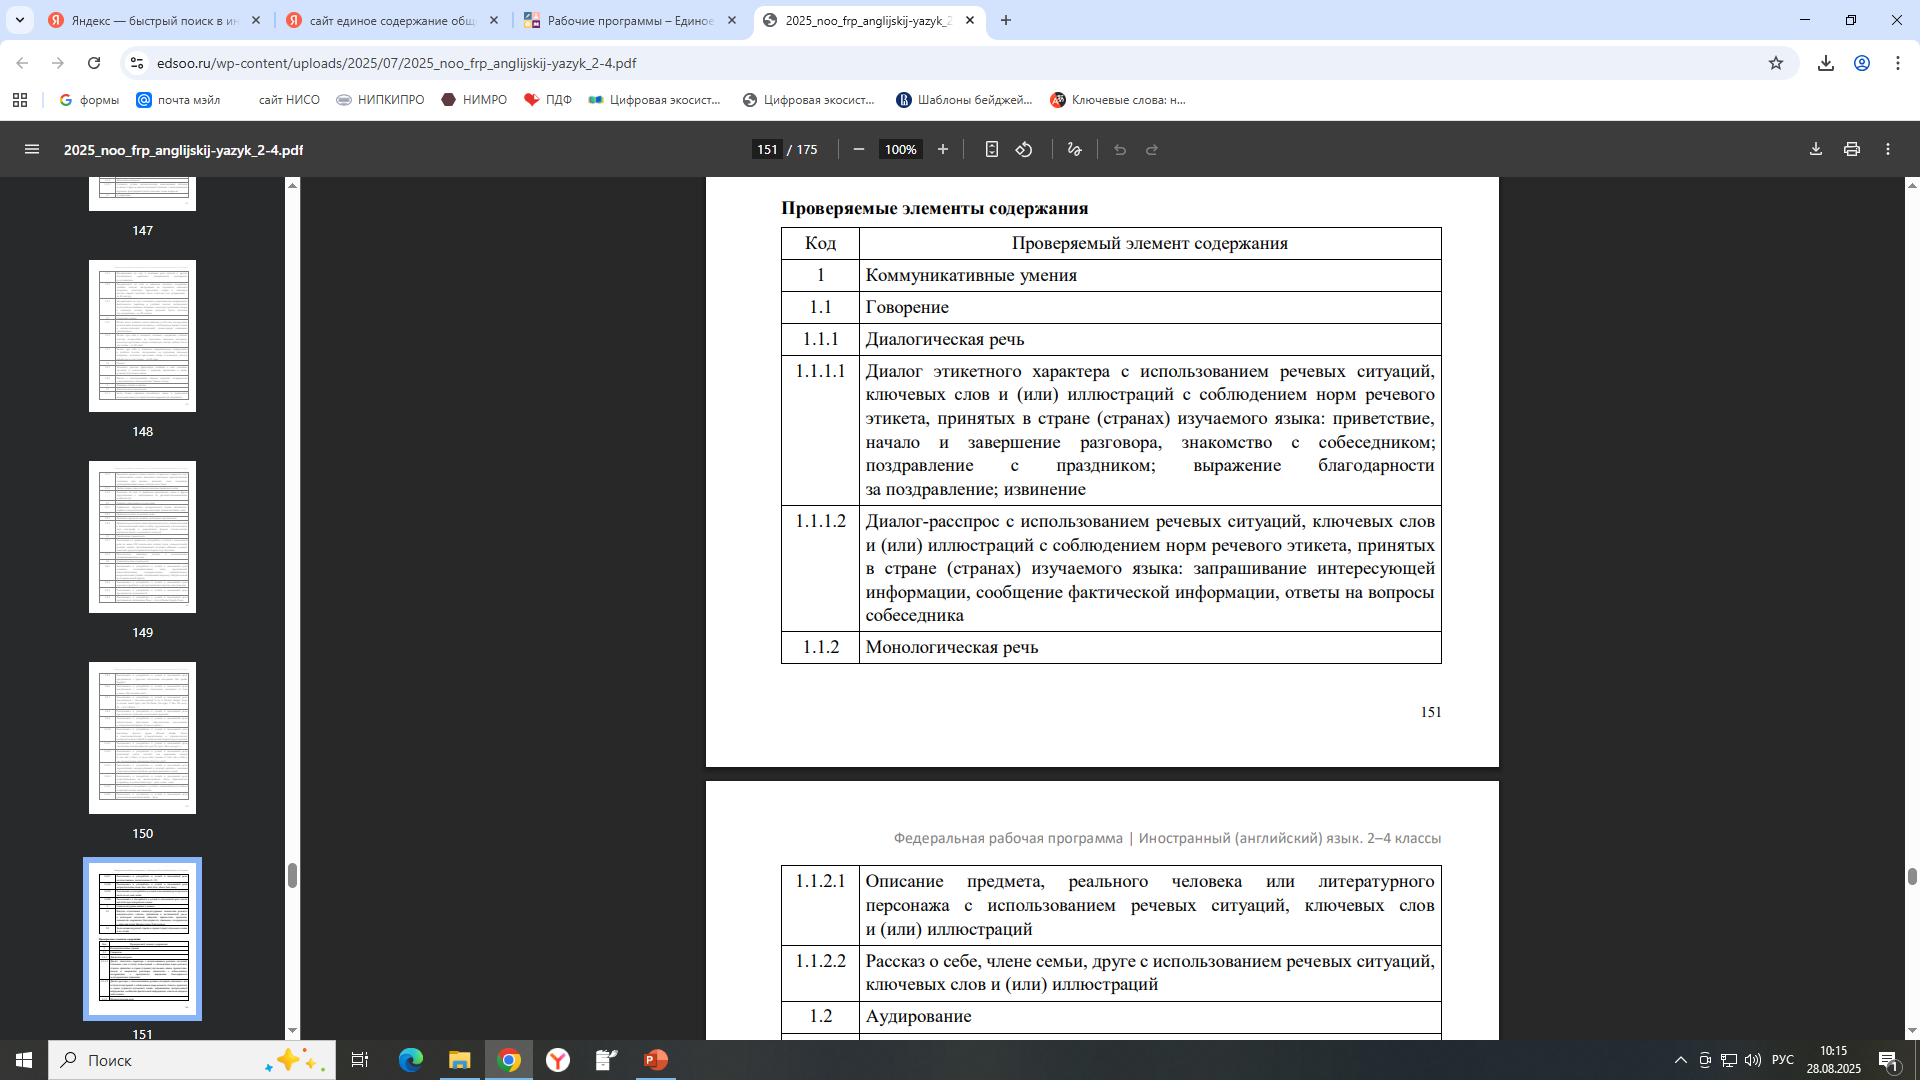 Яндекс — быстрый поиск в ин
сайт единое содержание общ
Рабочие программы – Единое
2025_noo_frp_anglijskij-yazyk_2
edsoo.ru/wp-content/uploads/2025/07/2025_noo_frp_anglijskij-yazyk_2-4.pdf
формы
почта мэйл
сайт НИСО
НИПКИПРО
НИМРО
ПДФ
Цифровая экосист...
Цифровая экосист...
Шаблоны бейджей...
Ключевые слова: н...
2025_noo_frp_anglijskij-yazyk_2-4.pdf
151 / 175
100%
147
148
149
150
151
Проверяемые элементы содержания
Код Проверяемый элемент содержания
1 Коммуникативные умения
1.1 Говорение
1.1.1 Диалогическая речь
1.1.1.1 Диалог этикетного характера с использованием речевых ситуаций,
ключевых слов и (или) иллюстраций с соблюдением норм речевого
этикета, принятых в стране (странах) изучаемого языка: приветствие,
начало и завершение разговора, знакомство с собеседником;
поздравление с праздником; выражение благодарности
за поздравление; извинение
1.1.1.2 Диалог-расспрос с использованием речевых ситуаций, ключевых слов
и (или) иллюстраций с соблюдением норм речевого этикета, принятых
в стране (странах) изучаемого языка: запрашивание интересующей
информации, сообщение фактической информации, ответы на вопросы
собеседника
1.1.2 Монологическая речь
151
Федеральная рабочая программа | Иностранный (английский) язык. 2–4 классы
1.1.2.1 Описание предмета, реального человека или литературного
персонажа с использованием речевых ситуаций, ключевых слов
и (или) иллюстраций
1.1.2.2 Рассказ о себе, члене семьи, друге с использованием речевых ситуаций,
ключевых слов и (или) иллюстраций
1.2 Аудирование
Поиск
РУС
10:15
28.08.2025
1